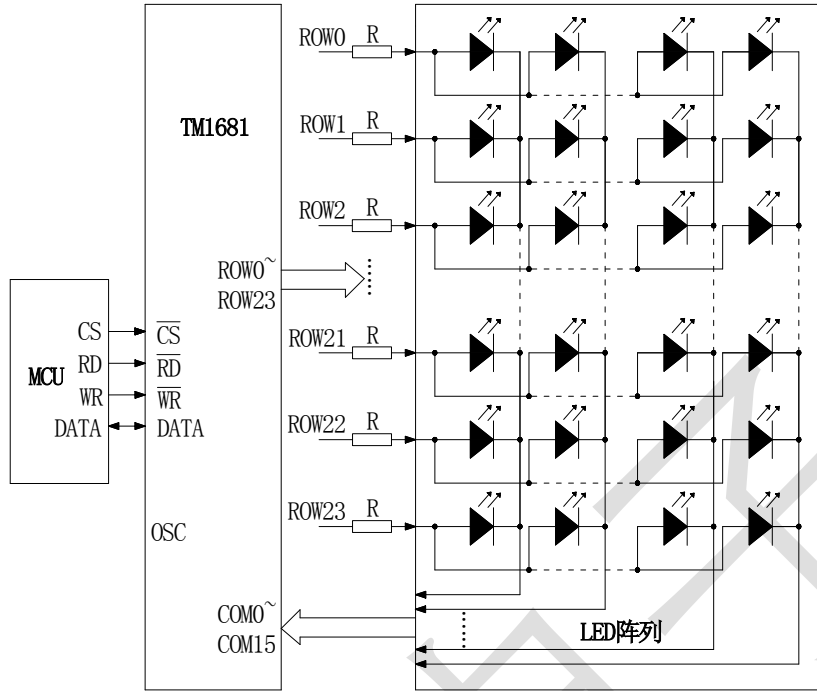 MCU
CS
RD
WR
DATA
TM1681
ROW0~
ROW23
CS
RD
WR
DATA
OSC
COM0~
COM15
ROW0 R
ROW1 R
ROW2 R
ROW21 R
ROW22 R
ROW23 R
LED阵列